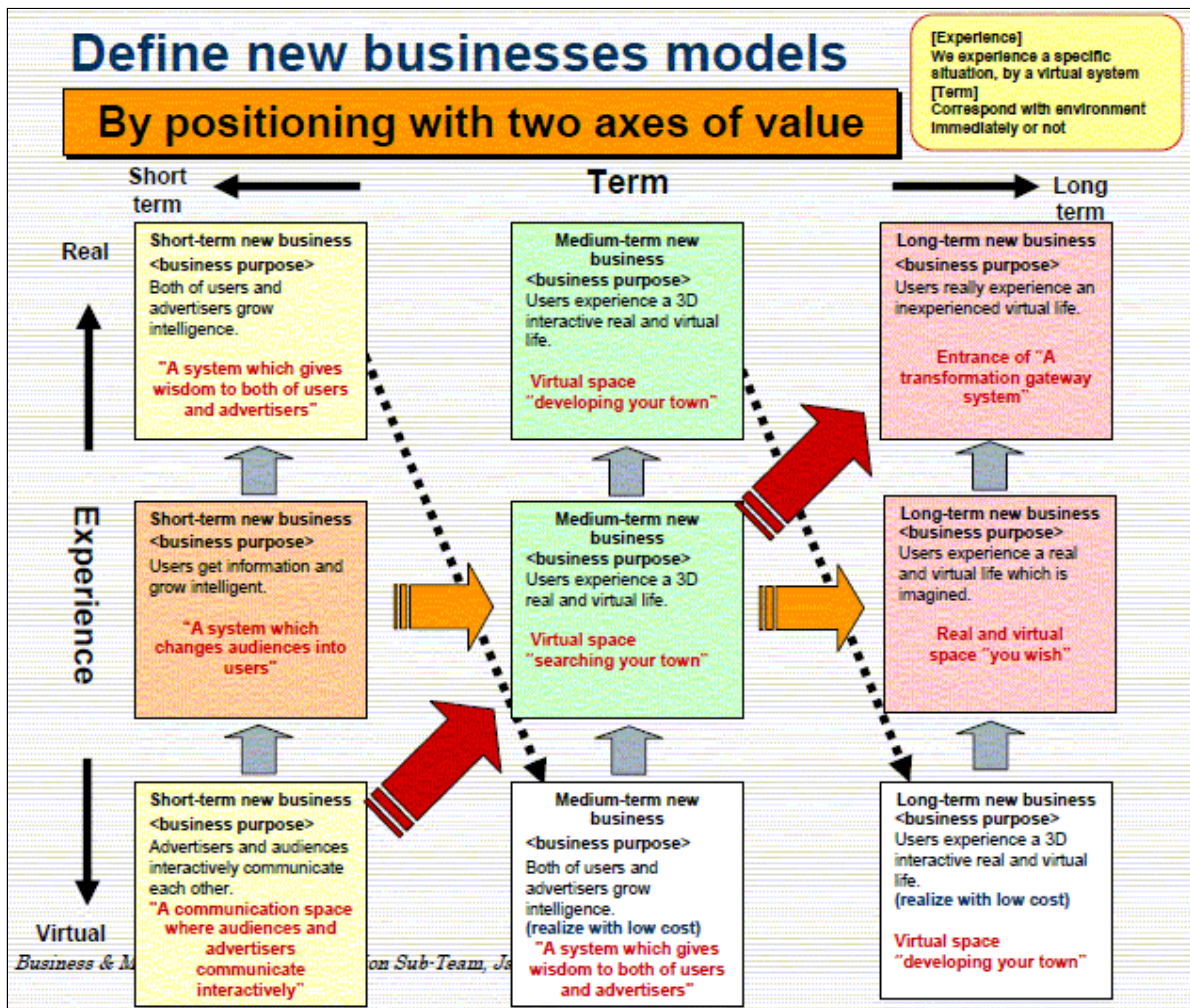 Define new businesses models
[Experience]
We experience a specific
situation, by a virtual system
[Term]
Correspond with environment
Immediately or not
By positioning with two axes of value
Short
term
Term
Long
term
Real
Experience
Virtual
Short-term new business
<business purpose>
Both of users and
advertisers grow
intelligence.
"A system which gives
wisdom to both of users
and advertisers"
Medium-term new
business
<business purpose>
Users experience a 3D
interactive real and virtual
life.
Virtual space
"developing your town"
Long-term new business
<business purpose>
Users really experience an
inexperienced virtual life.
Entrance of "A
transformation gateway
system"
Short-term new business
<business purpose>
Users get information and
grow intelligent.
"A system which
changes audiences into
users"
Medium-term new
business
<business purpose>
Users experience a 3D
real and virtual life.
Virtual space
"searching your town"
Long-term new business
<business purpose>
Users experience a real
and virtual life which is
imagined.
Real and virtual
space "you wish"
Short-term new business
<business purpose>
Advertisers and audiences
interactively communicate
each other.
"A communication space
where audiences and
advertisers
communicate
interactively"
Medium-term new
business
<business purpose>
Both of users and
advertisers grow
intelligence.
(realize with low cost)
"A system which gives
wisdom to both of users
and advertisers"
Long-term new business
<business purpose>
Users experience a 3D
interactive real and virtual
life.
(realize with low cost)
Virtual space
"developing your town"
Business & on Sub-Team,